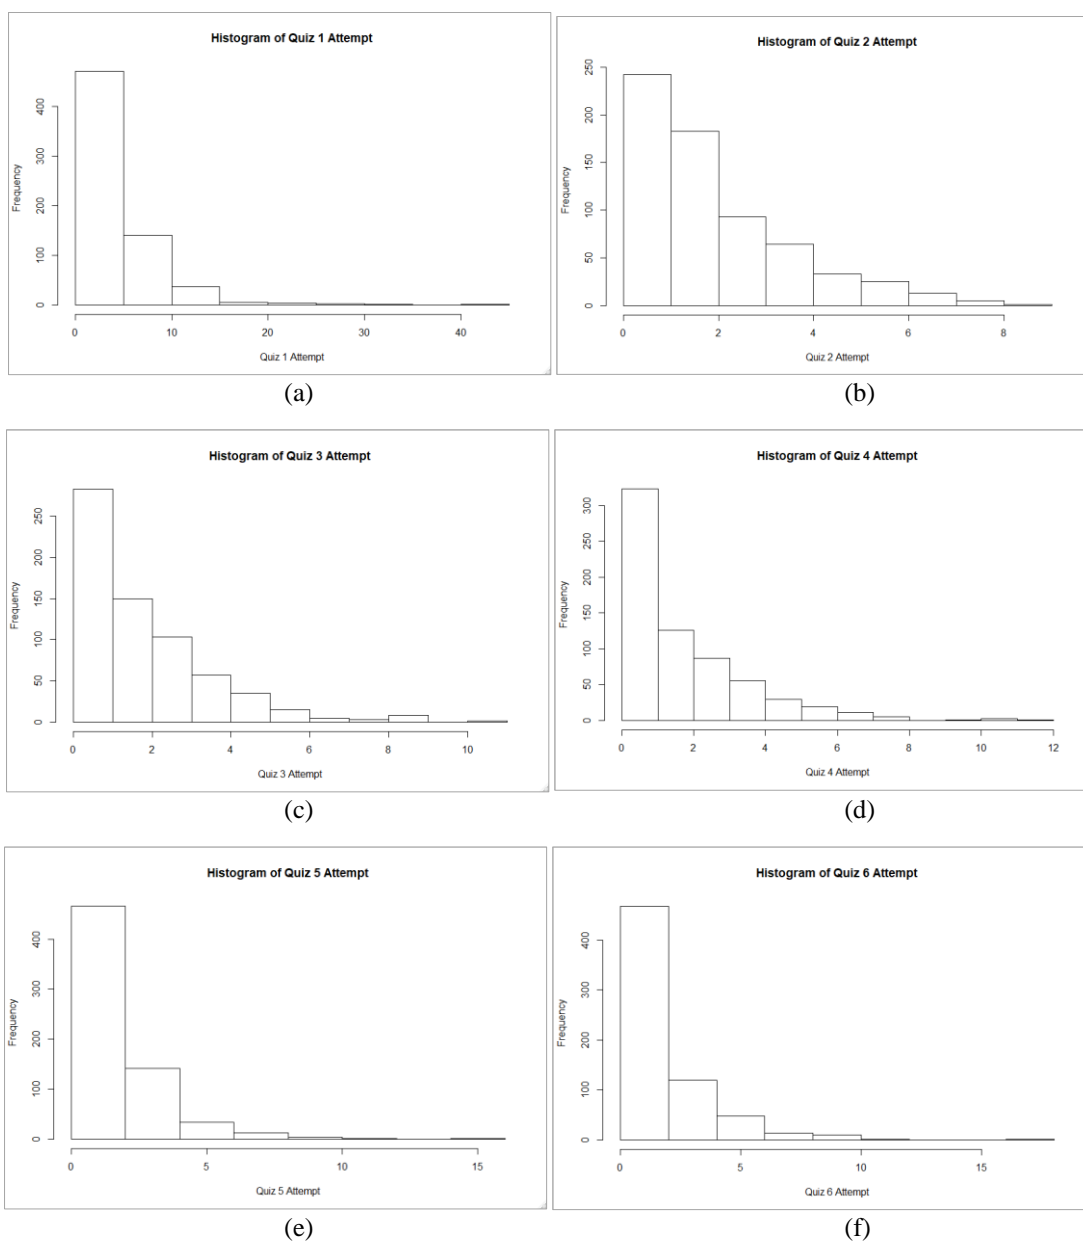 Histogram of Quiz 1 Attempt
Frequency
400
300
200
100
0
0 10 20 30 40
Quiz 1 Attempt
(a)
Histogram of Quiz 2 Attempt
Frequency
250
200
150
100
50
0
0 2 4 6 8
Quiz 2 Attempt
(b)
Histogram of Quiz 3 Attempt
Frequency
250
200
150
100
50
0
0 2 4 6 8 10
Quiz 3 Attempt
(c)
Histogram of Quiz 4 Attempt
Frequency
300
250
200
150
100
50
0
0 2 4 6 8 10 12
Quiz 4 Attempt
(d)
Histogram of Quiz 5 Attempt
Frequency
400
300
200
100
0
0 5 10 15
Quiz 5 Attempt
(e)
Histogram of Quiz 6 Attempt
Frequency
400
300
200
100
0
0 5 10 15
Quiz 6 Attempt
(f)